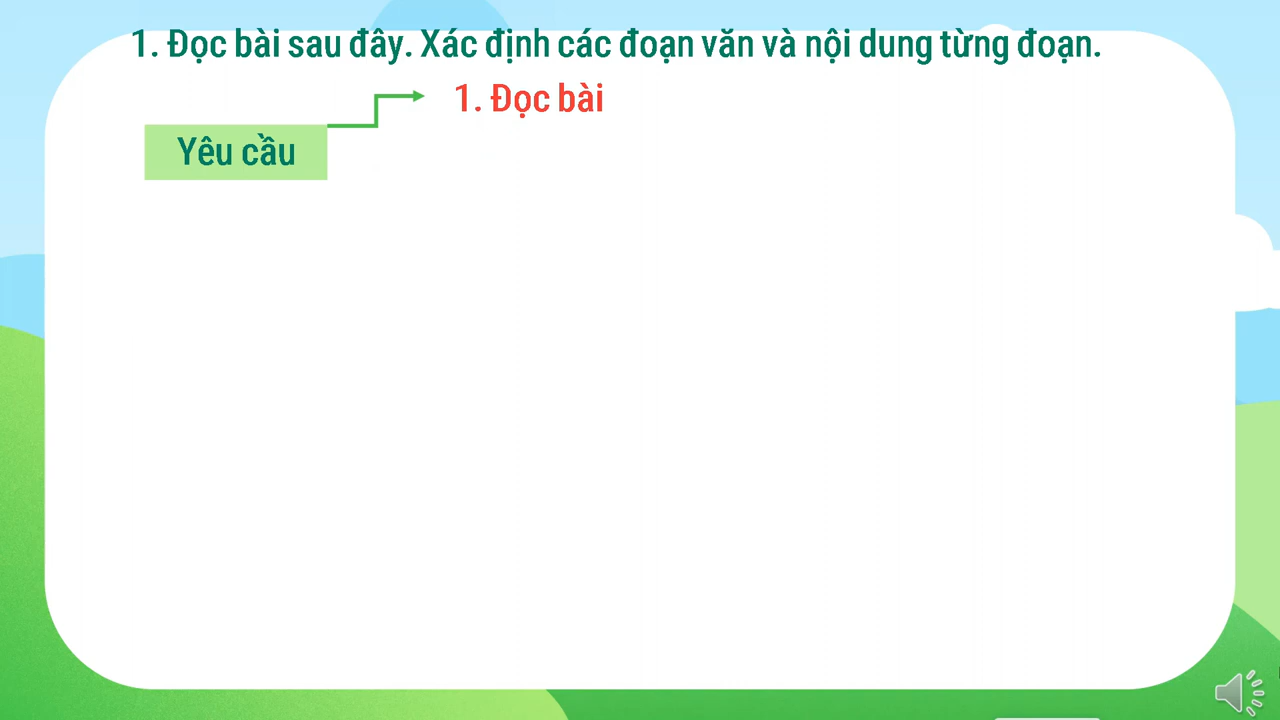 1. Đọc bài sau đây. Xác định các đoạn văn và nội dung từng đoạn.
1. Đọc bài
Yêu cầu